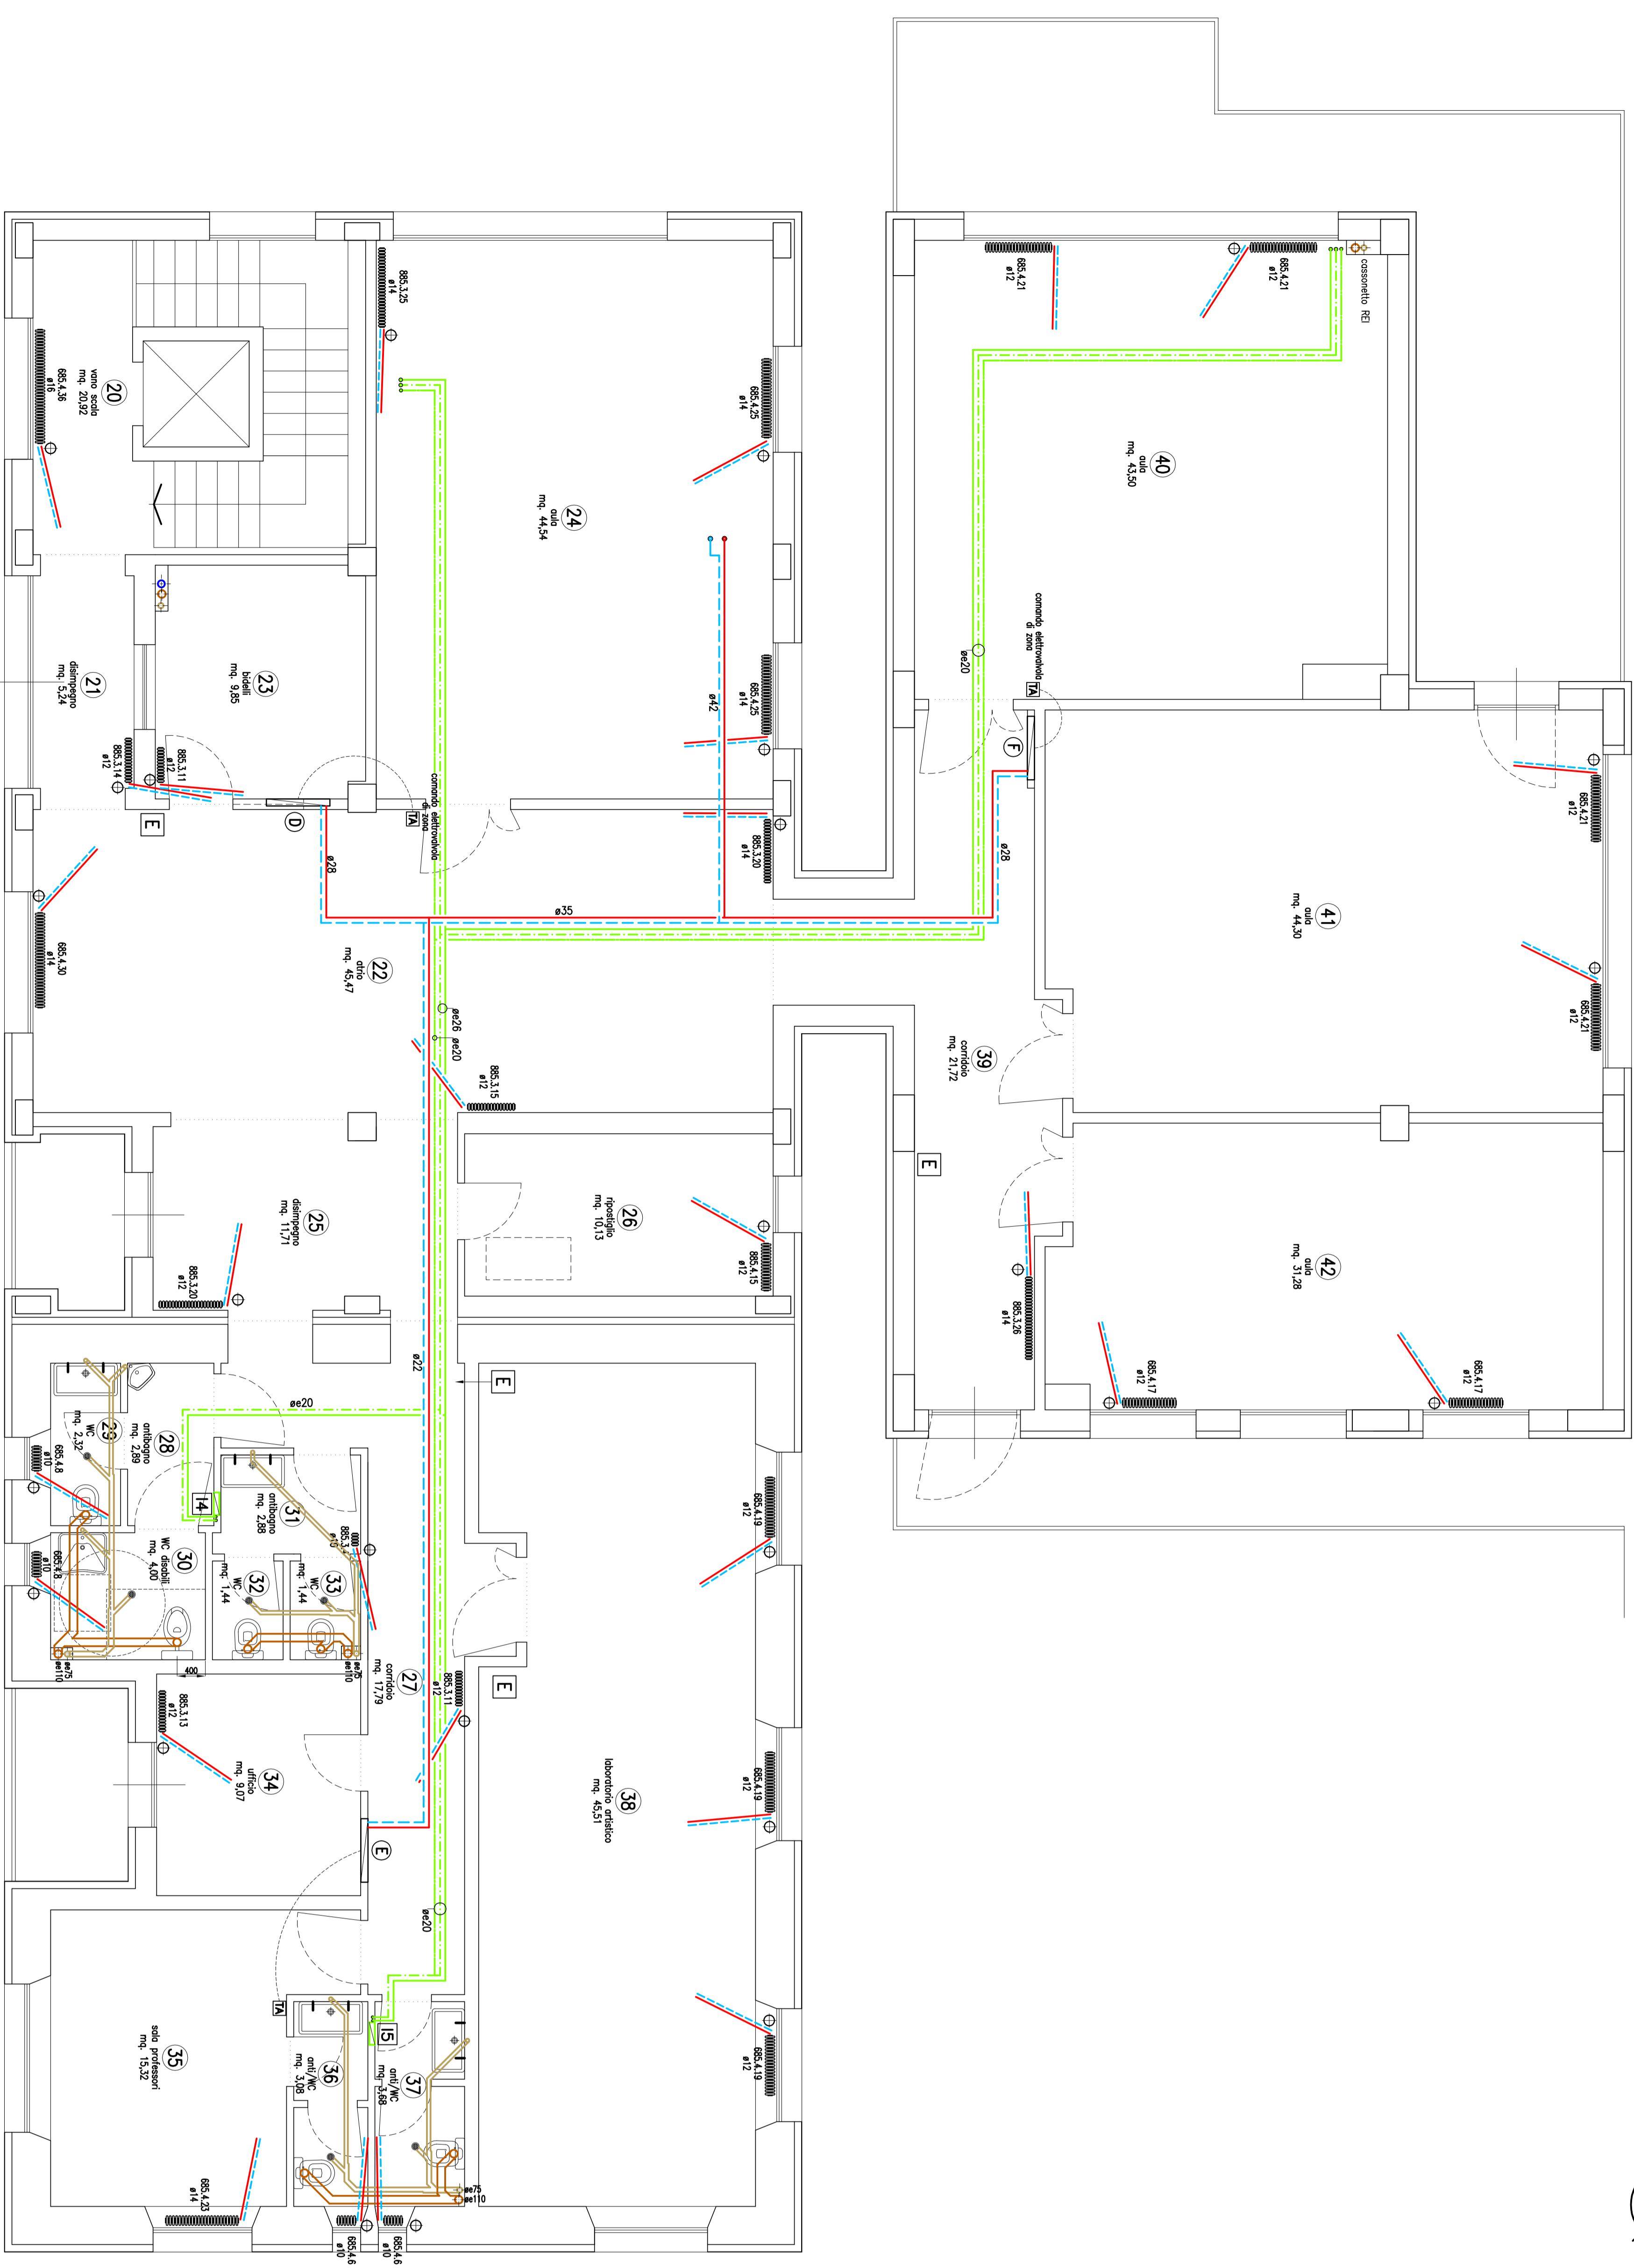 685.4.21
ø12
685.4.21
ø12
41
aula
mq. 44,30
42
aula
mq. 31,28
685.4.17
ø12
685.4.17
ø12
cassonetto REI
685.4.21
ø12
685.4.21
ø12
40
aula
mq. 43,50
comando elettrovalvola
di zona
TA
F
øe20
ø28
39
corridoio
mq. 21,72
E
885.3.26
ø14
685.4.25
ø14
685.4.25
ø14
885.3.20
ø14
885.4.15
ø12
685.4.19
ø12
685.4.19
ø12
685.4.19
ø12
24
aula
mq. 44,54
ø42
ø35
26
ripostiglio
mq. 10,13
38
laboratorio artistico
mq. 45,51
885.3.25
ø14
comando elettrovalvola
di zona
TA
22
atrio
mq. 45,47
øe26
øe20
885.3.15
ø12
E
E
ø22
885.3.11
ø12
27
corridoio
mq. 17,79
E
øe20
15
37
anti/WC
mq. 3,68
øe75
øe110
685.4.6
ø10
D
ø28
23
bidelli
mq. 9,85
25
disimpegno
mq. 11,71
øe20
33
WC
mq. 1,44
32
WC
mq. 1,44
31
antibagno
mq. 2,88
14
øe75
øe110
34
ufficio
mq. 9,07
TA
36
anti/WC
mq. 3,08
685.4.6
ø10
885.3.11
ø12
885.3.14
ø12
E
885.3.20
ø12
28
antibagno
mq. 2,89
30
WC disabili
mq. 4,00
400
885.3.13
ø12
35
sala professori
mq. 15,32
685.4.23
ø14
20
vano scala
mq. 20,92
685.4.36
ø16
21
disimpegno
mq. 5,24
685.4.30
ø14
29
WC
mq. 2,32
685.4.8
ø10
685.4.8
ø10
øe75
øe110